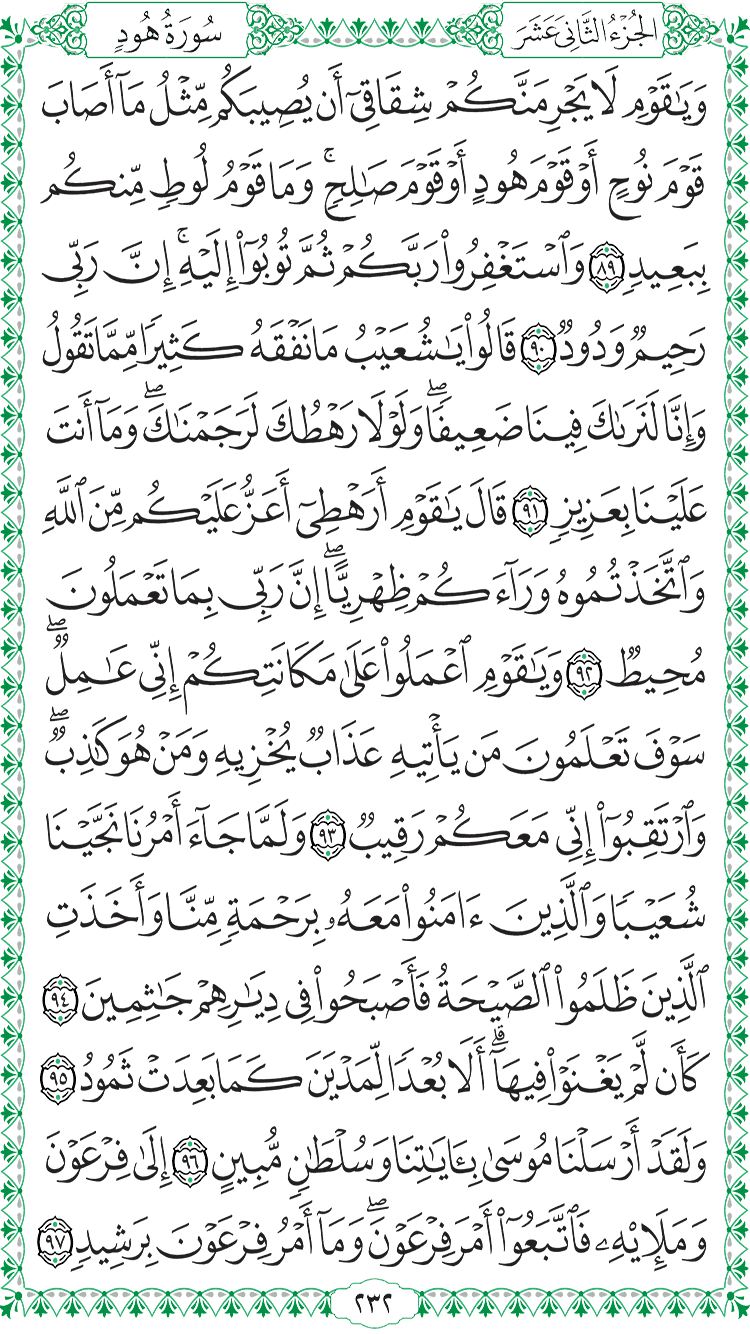 الجُزْءُ الثَّانِىَ عَشَرَ
سُورَةُ هُودٍ
وَيَٰقَوْمِ لَا يَجْرِمَنَّكُمْ شِقَاقِىٓ أَن يُصِيبَكُم مِّثْلُ مَآ أَصَابَ
قَوْمَ نُوحٍ أَوْ قَوْمَ هُودٍ أَوْ قَوْمَ صَٰلِحٍۚ وَمَا قَوْمُ لُوطٍ مِّنكُم
بِبَعِيدٍ ٨٩ وَٱسْتَغْفِرُوا۟ رَبَّكُمْ ثُمَّ تُوبُوٓا۟ إِلَيْهِۚ إِنَّ رَبِّى
رَحِيمٌ وَدُودٌ ٩٠ قَالُوا۟ يَٰشُعَيْبُ مَا نَفْقَهُ كَثِيرًا مِّمَّا تَقُولُ
وَإِنَّا لَنَرَىٰكَ فِينَا ضَعِيفًاۖ وَلَوْلَا رَهْطُكَ لَرَجَمْنَٰكَۖ وَمَآ أَنتَ
عَلَيْنَا بِعَزِيزٍ ٩١ قَالَ يَٰقَوْمِ أَرَهْطِىٓ أَعَزُّ عَلَيْكُم مِّنَ ٱللَّهِ
وَٱتَّخَذْتُمُوهُ وَرَآءَكُمْ ظِهْرِيًّاۖ إِنَّ رَبِّى بِمَا تَعْمَلُونَ
مُحِيطٌ ٩٢ وَيَٰقَوْمِ ٱعْمَلُوا۟ عَلَىٰ مَكَانَتِكُمْ إِنِّى عَٰمِلٌۖ
سَوْفَ تَعْلَمُونَ مَن يَأْتِيهِ عَذَابٌ يُخْزِيهِ وَمَنْ هُوَ كَٰذِبٌۖ
وَٱرْتَقِبُوٓا۟ إِنِّى مَعَكُمْ رَقِيبٌ ٩٣ وَلَمَّا جَآءَ أَمْرُنَا نَجَّيْنَا
شُعَيْبًا وَٱلَّذِينَ ءَامَنُوا۟ مَعَهُۥ بِرَحْمَةٍ مِّنَّا وَأَخَذَتِ
ٱلَّذِينَ ظَلَمُوا۟ ٱلصَّيْحَةُ فَأَصْبَحُوا۟ فِى دِيَٰرِهِمْ جَٰثِمِينَ ٩٤
كَأَن لَّمْ يَغْنَوْا۟ فِيهَآۗ أَلَا بُعْدًا لِّمَدْيَنَ كَمَا بَعِدَتْ ثَمُودُ ٩٥
وَلَقَدْ أَرْسَلْنَا مُوسَىٰ بِـَٔايَٰتِنَا وَسُلْطَٰنٍ مُّبِينٍ ٩٦ إِلَىٰ فِرْعَوْنَ
وَمَلَإِي۟هِۦ فَٱتَّبَعُوٓا۟ أَمْرَ فِرْعَوْنَۖ وَمَآ أَمْرُ فِرْعَوْنَ بِرَشِيدٍ ٩٧
٢٣٢